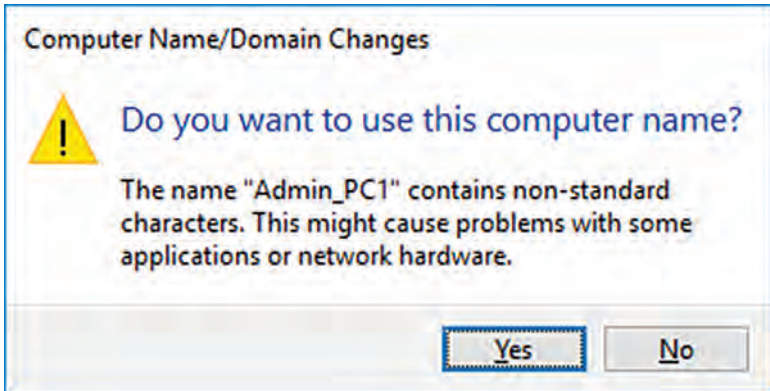 Computer Name/Domain Changes
Do you want to use this computer name?
The name "Admin_PC1" contains non-standard
characters. This might cause problems with some
applications or network hardware.
Yes No